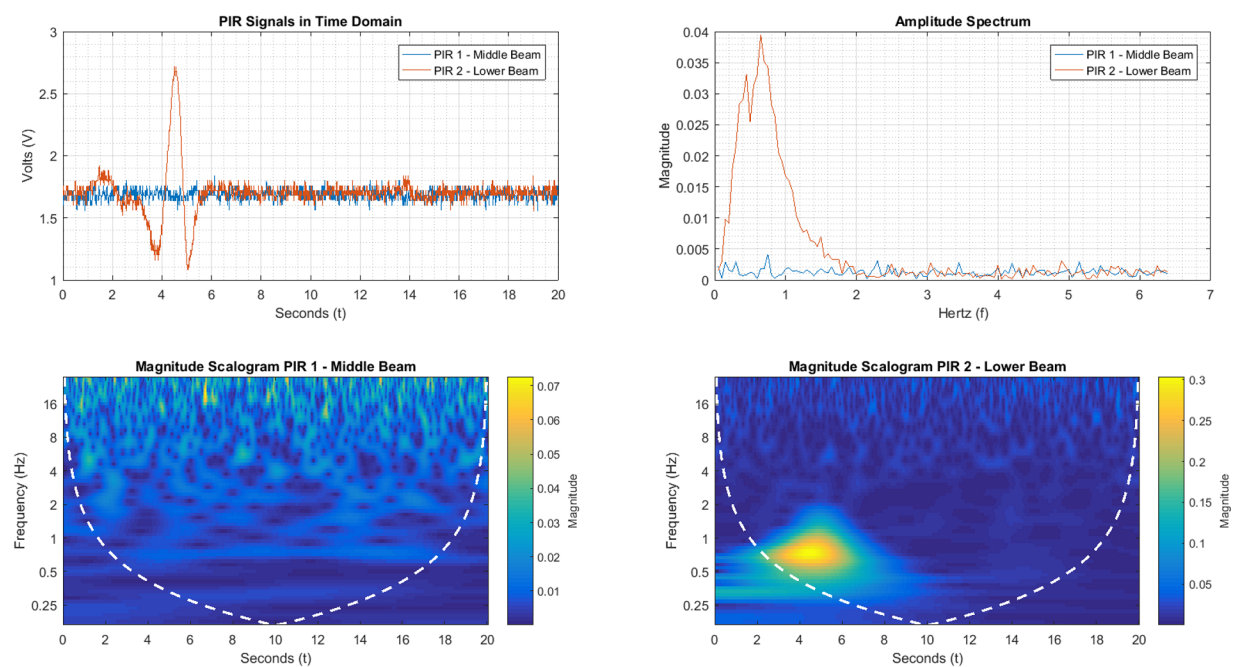 PIR Signals in Time Domain
3
2.5
2
1.5
1
Volts (V)
PIR 1 - Middle Beam
PIR 2 - Lower Beam
0 2 4 6 8 10 12 14 16 18 20
Seconds (t)
Amplitude Spectrum
0.04
0.035
0.03
0.025
0.02
0.015
0.01
0.005
0
Magnitude
PIR 1 - Middle Beam
PIR 2 - Lower Beam
0 1 2 3 4 5 6 7
Hertz (f)
Magnitude Scalogram PIR 1 - Middle Beam
16
8
4
2
1
0.5
0.25
Frequency (Hz)
0 2 4 6 8 10 12 14 16 18 20
Seconds (t)
0.07
0.06
0.05
0.04
0.03
0.02
0.01
Magnitude
Magnitude Scalogram PIR 2 - Lower Beam
16
8
4
2
1
0.5
0.25
Frequency (Hz)
0 2 4 6 8 10 12 14 16 18 20
Seconds (t)
0.3
0.25
0.2
0.15
0.1
0.05
Magnitude